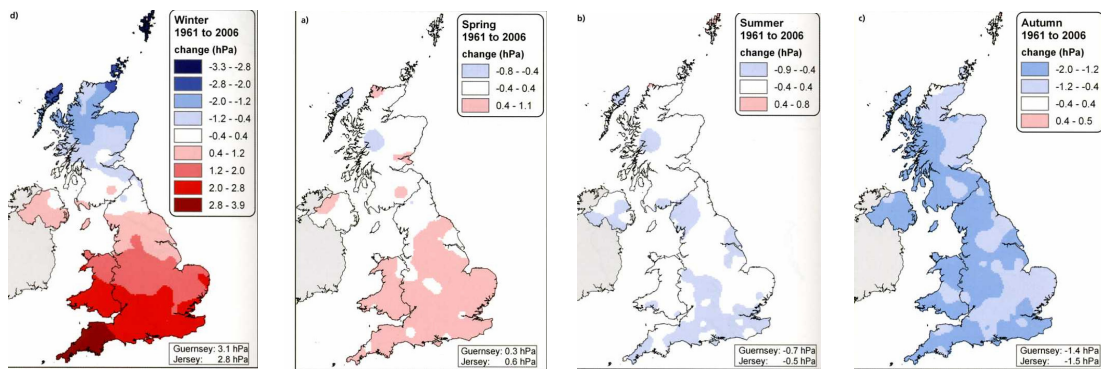 d)
Winter
1961 to 2006
change (hPa)
-3.3 - -2.8
-2.8 - -2.0
-2.0 - -1.2
-1.2 - -0.4
-0.4 - 0.4
0.4 - 1.2
1.2 - 2.0
2.0 - 2.8
2.8 - 3.9
Guernsey: 3.1 hPa
Jersey: 2.8 hPa
a)
Spring
1961 to 2006
change (hPa)
-0.8 - -0.4
-0.4 - 0.4
0.4 - 1.1
Guernsey: 0.3 hPa
Jersey: 0.6 hPa
b)
Summer
1961 to 2006
change (hPa)
-0.9 - -0.4
-0.4 - 0.4
0.4 - 0.8
Guernsey: -0.7 hPa
Jersey: -0.5 hPa
c)
Autumn
1961 to 2006
change (hPa)
-2.0 - -1.2
-1.2 - -0.4
-0.4 - 0.4
0.4 - 0.5
Guernsey: -1.4 hPa
Jersey: -1.5 hPa